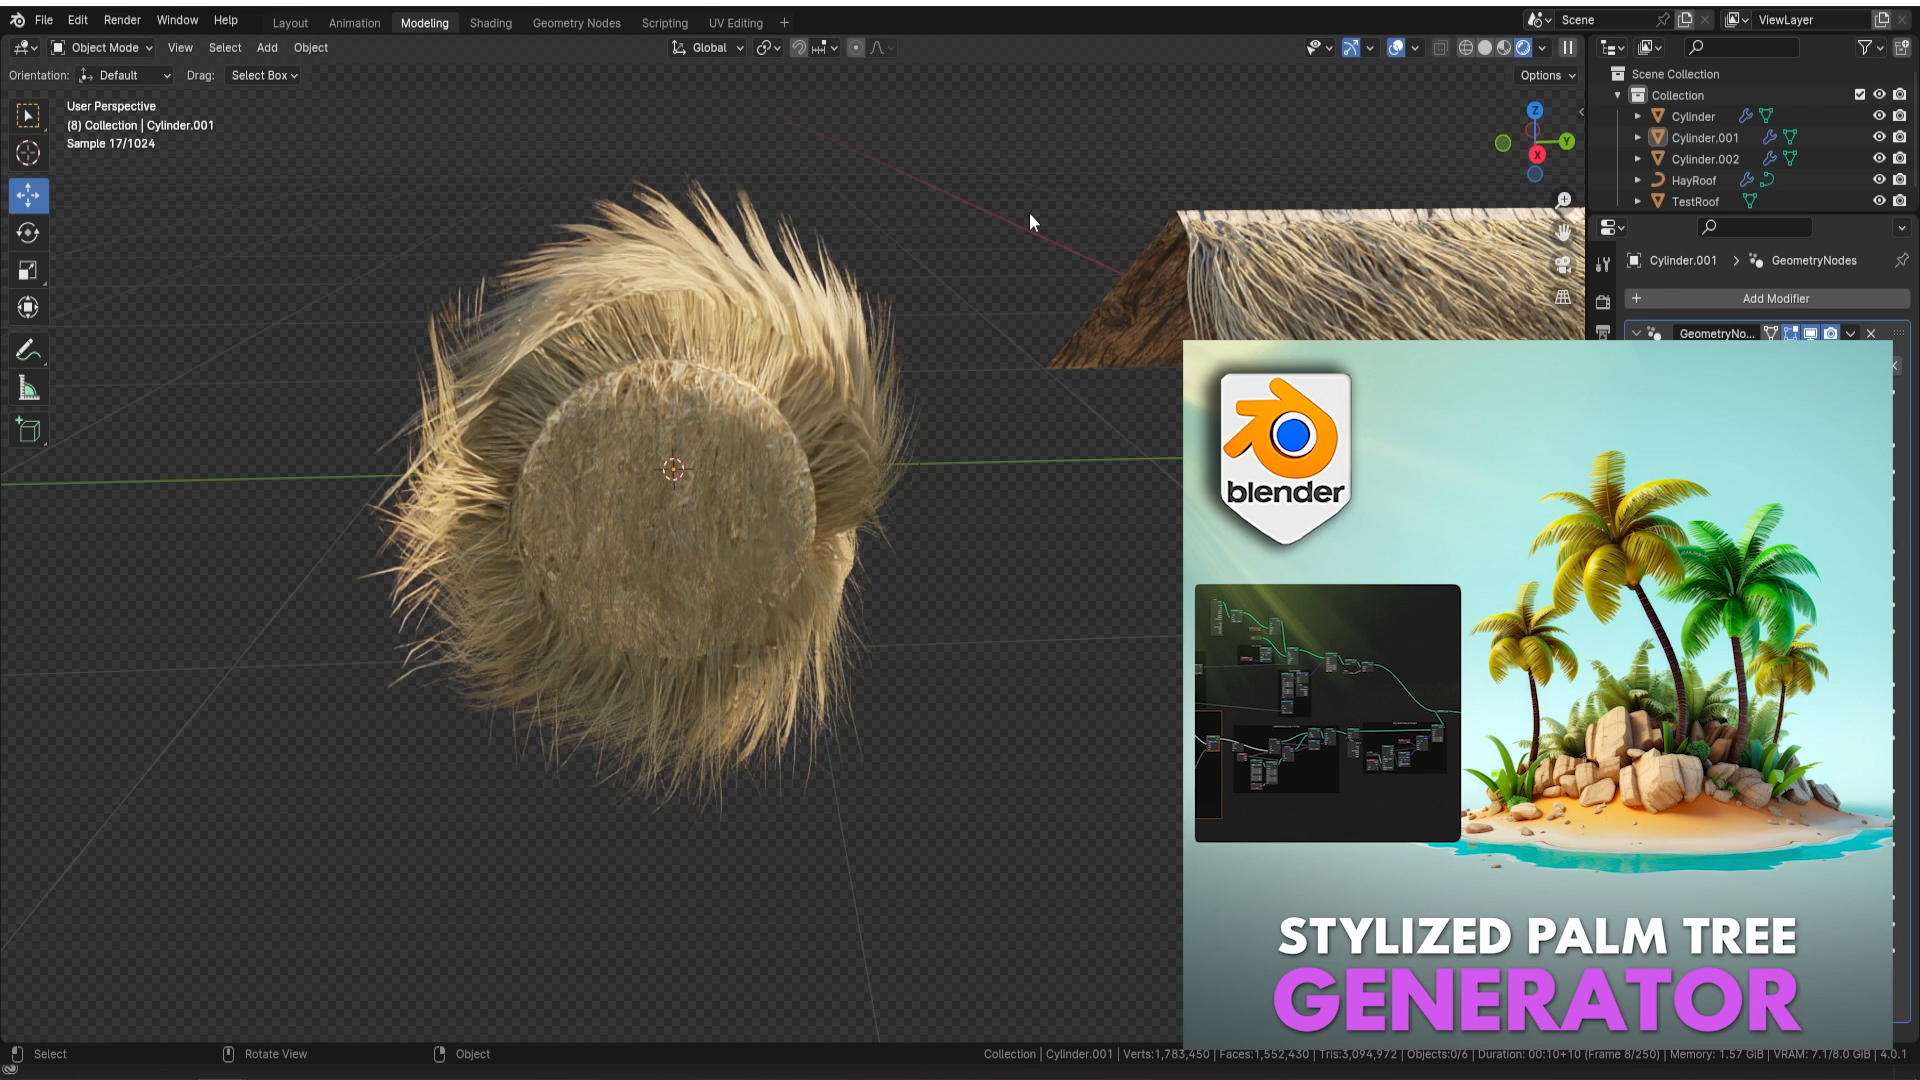 File Edit Render Window Help Layout Animation Modeling Shading Geometry Nodes Scripting UV Editing + Scene ViewLayer
Object Mode View Select Add Object Global
Orientation: Default Drag: Select Box Options
User Perspective
(8) Collection | Cylinder.001
Sample 17/1024
Z
Y
X
Scene Collection
Collection
Cylinder
Cylinder.001
Cylinder.002
HayRoof
TestRoof
Cylinder.001 > GeometryNodes
+ Add Modifier
GeometryNo...
blender
STYLIZED PALM TREE
GENERATOR
Select Rotate View Object Collection | Cylinder.001 | Verts:1,783,450 | Faces:1,552,430 | Tris:3,094,972 | Objects:0/6 | Duration: 00:10+10 (Frame 8/250) | Memory: 1.57 GiB | VRAM: 7.1/8.0 GiB | 4.0.1